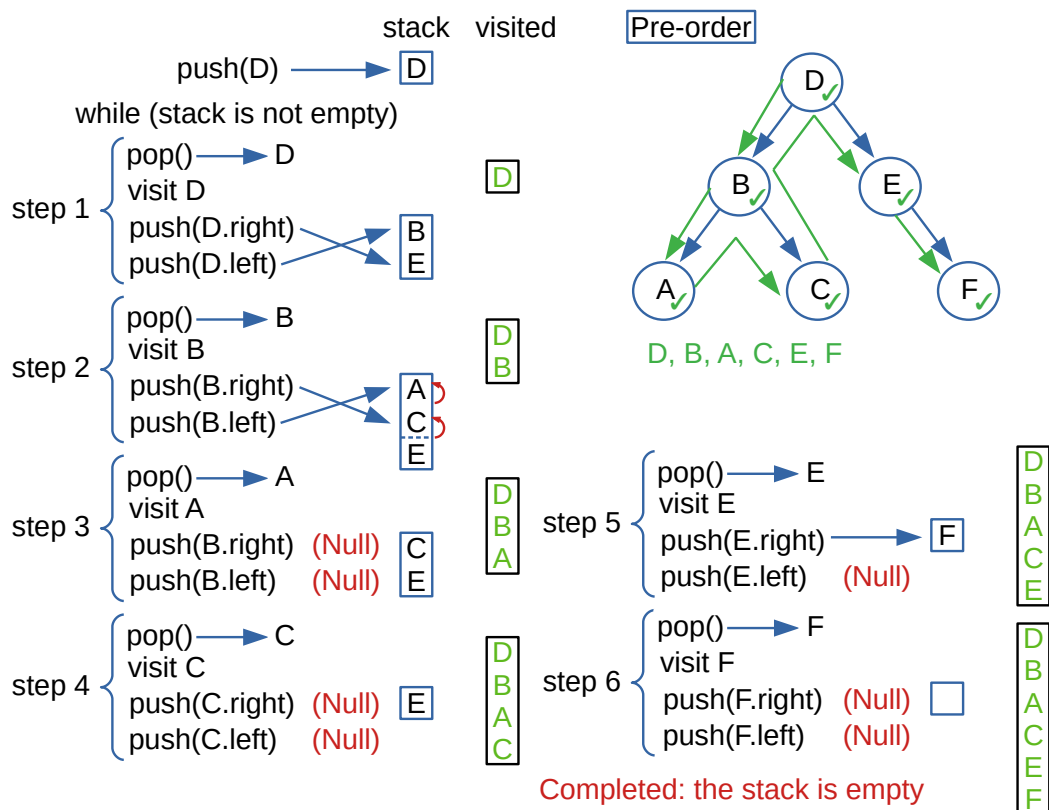 stack visited Pre-order
push(D) D
while (stack is not empty)
step 1
pop() D
visit D
push(D.right)
push(D.left)
B
E
D
step 2
pop() B
visit B
push(B.right)
push(B.left)
A
C
E
D
B
step 3
pop() A
visit A
push(B.right) (Null)
push(B.left) (Null)
C
E
D
B
A
step 4
pop() C
visit C
push(C.right) (Null)
push(C.left) (Null)
E
D
B
A
C
D
B E
A C F
D, B, A, C, E, F
step 5
pop() E
visit E
push(E.right) F
push(E.left) (Null)
D
B
A
C
E
step 6
pop() F
visit F
push(F.right) (Null)
push(F.left) (Null)
D
B
A
C
E
F
Completed: the stack is empty